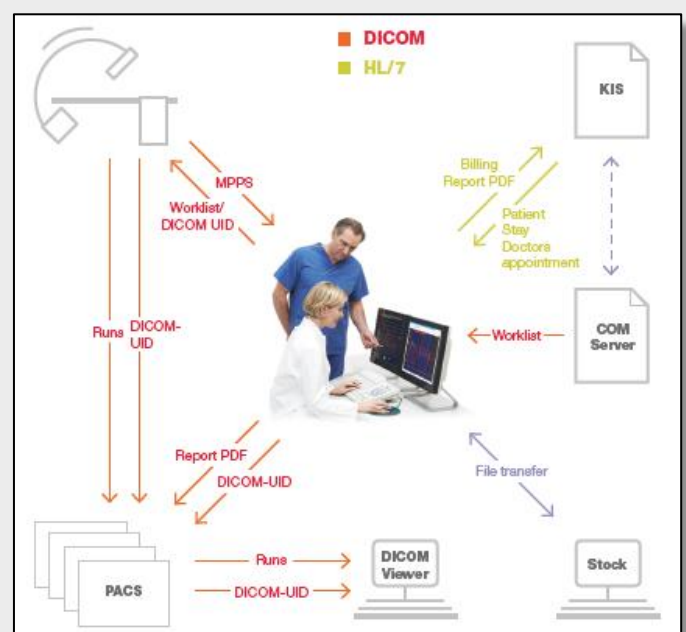 DICOM
HL/7
KIS
MPPS
Worklist/
DICOM UID
Billing
Report PDF
Patient
Stay
Doctors
appointment
Runs
DICOM-
UID
Worklist
COM
Server
Report PDF
DICOM-UID
File transfer
PACS
Runs
DICOM-UID
DICOM
Viewer
Stock